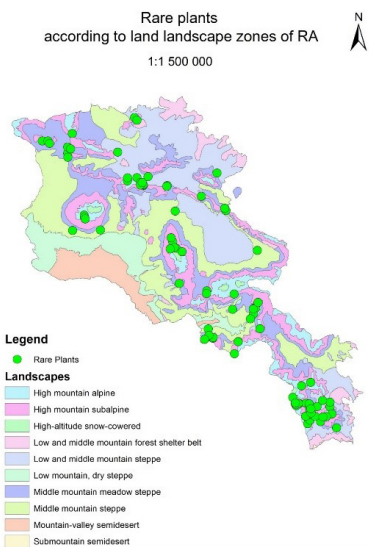 Rare plants
according to land landscape zones of RA
N
1:1 500 000
Legend
Rare Plants
Landscapes
High mountain alpine
High mountain subalpine
High-altitude snow-covered
Low and middle mountain forest shelter belt
Low and middle mountain steppe
Low mountain, dry steppe
Middle mountain meadow steppe
Middle mountain steppe
Mountain-valley semidesert
Submountain semidesert